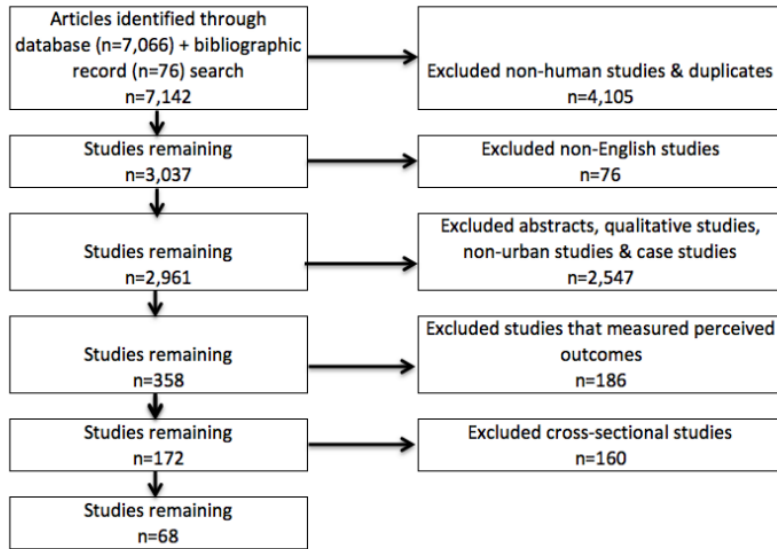 Articles identified through
database (n=7,066) + bibliographic
record (n=76) search
n=7,142
Excluded non-human studies & duplicates
n=4,105
Studies remaining
n=3,037
Excluded non-English studies
n=76
Studies remaining
n=2,961
Excluded abstracts, qualitative studies,
non-urban studies & case studies
n=2,547
Studies remaining
n=358
Excluded studies that measured perceived
outcomes
n=186
Studies remaining
n=172
Excluded cross-sectional studies
n=160
Studies remaining
n=68